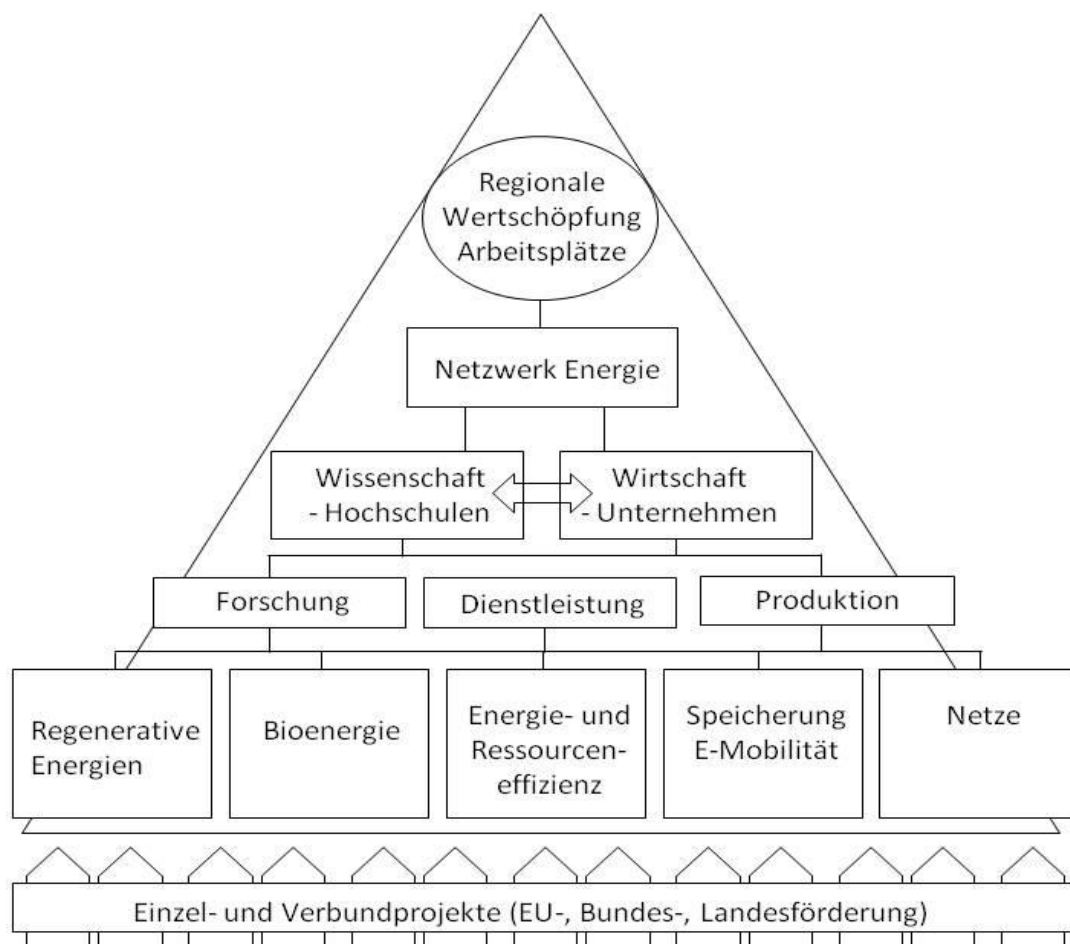 Regionale
Wertschöpfung
Arbeitsplätze
Netzwerk Energie
Wissenschaft
- Hochschulen
Wirtschaft
- Unternehmen
Forschung
Dienstleistung
Produktion
Regenerative
Energien
Bioenergie
Energie- und
Ressourcen-
effizienz
Speicherung
E-Mobilität
Netze
Einzel- und Verbundprojekte (EU-, Bundes-, Landesförderung)